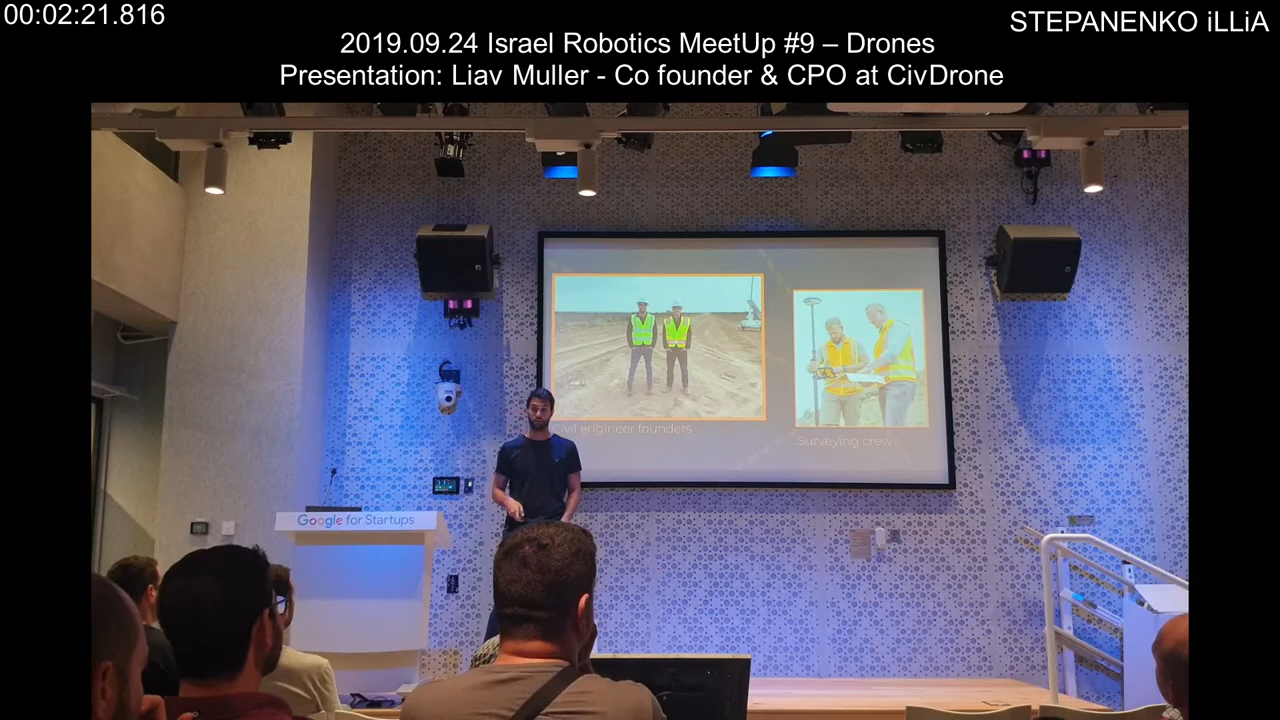 00:02:21.816
STEPANENKO iLLiA
2019.09.24 Israel Robotics MeetUp #9 – Drones
Presentation: Liav Muller - Co founder & CPO at CivDrone
Civil engineer founders
Surveying crew
Google for Startups